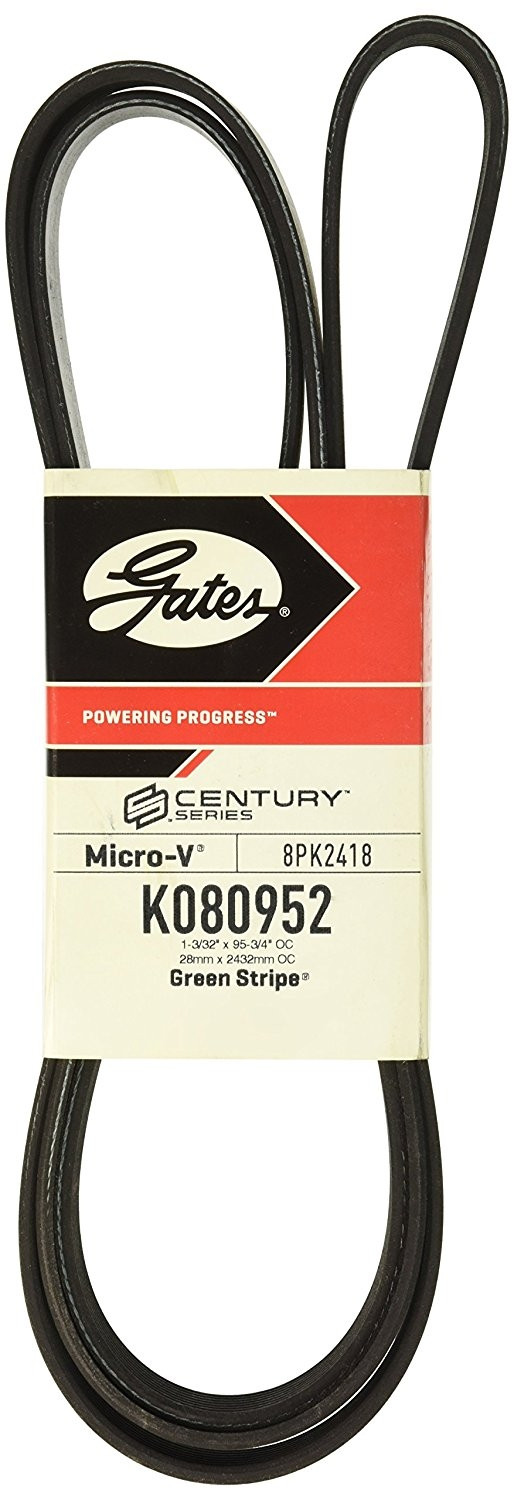 Gates®
POWERING PROGRESS™
CENTURY™
SERIES
Micro-V® 8PK2418
K080952
1-3/32" x 95-3/4" OC
28mm x 2432mm OC
Green Stripe®